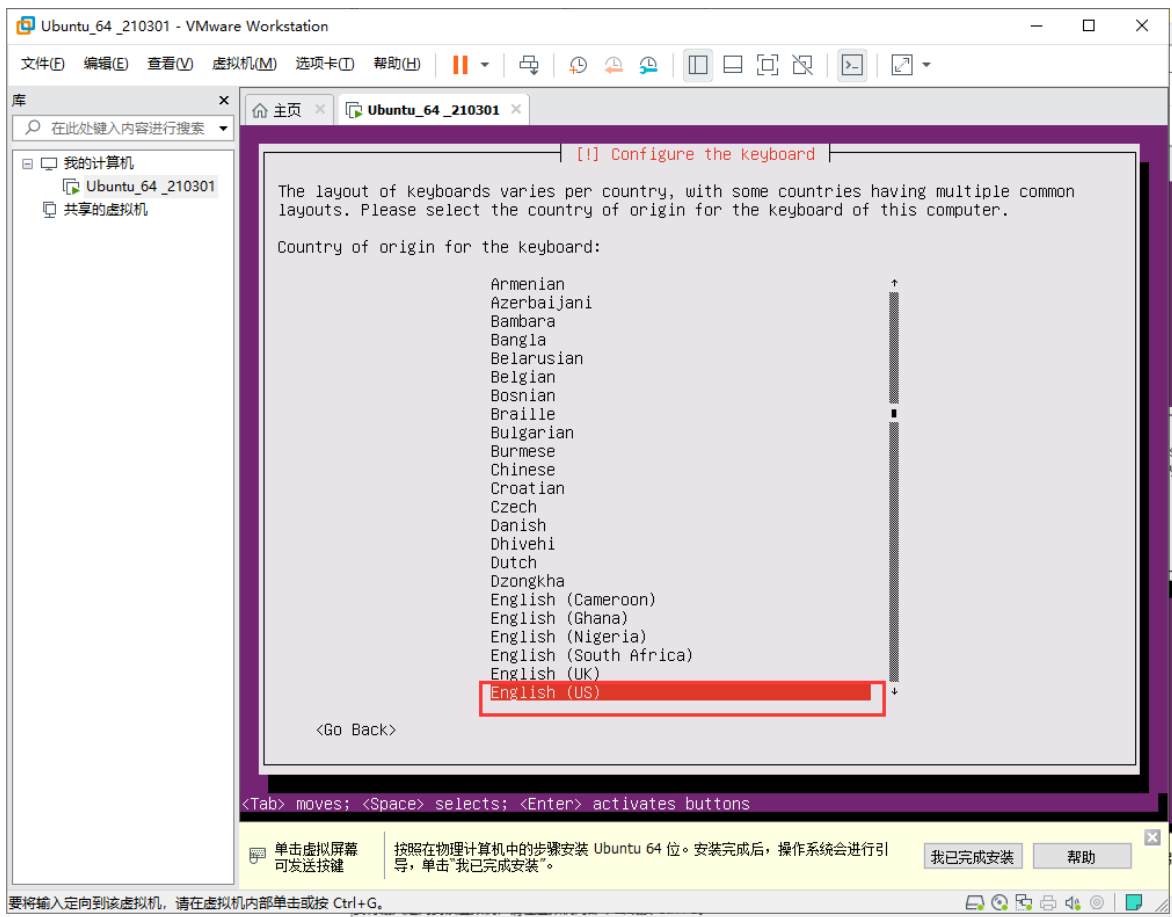 Ubuntu_64 _210301 - VMware Workstation
文件(F) 编辑(E) 查看(V) 虚拟机(M) 选项卡(T) 帮助(H)
库
在此处键入内容进行搜索
我的计算机
Ubuntu_64 _210301
共享的虚拟机
主页 Ubuntu_64 _210301
[!] Configure the keyboard
The layout of keyboards varies per country, with some countries having multiple common
layouts. Please select the country of origin for the keyboard of this computer.
Country of origin for the keyboard:
Armenian
Azerbaijani
Bambara
Bangla
Belarusian
Belgian
Bosnian
Braille
Bulgarian
Burmese
Chinese
Croatian
Czech
Danish
Dhivehi
Dutch
Dzongkha
English (Cameroon)
English (Ghana)
English (Nigeria)
English (South Africa)
English (UK)
English (US)
<Go Back>
<Tab> moves; <Space> selects; <Enter> activates buttons
单击虚拟屏幕
可发送按键
按照在物理计算机中的步骤安装 Ubuntu 64 位。安装完成后，操作系统会进行引
导，单击"我已完成安装"。
我已完成安装
帮助
要将输入定向到该虚拟机，请在虚拟机内部单击或按 Ctrl+G。